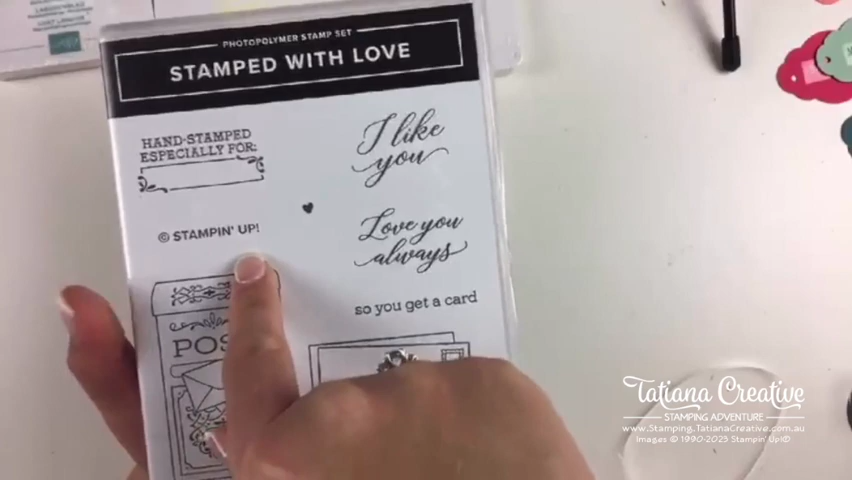 PHOTOPOLYMER STAMP SET
STAMPED WITH LOVE
HAND-STAMPED
ESPECIALLY FOR:
I like
you
© STAMPIN' UP!
Love you
always
so you get a card
Tatiana Creative
STAMPING ADVENTURE
www.Stamping.TatianaCreative.com.au
Images © 1990-2023 Stampin' Up!©